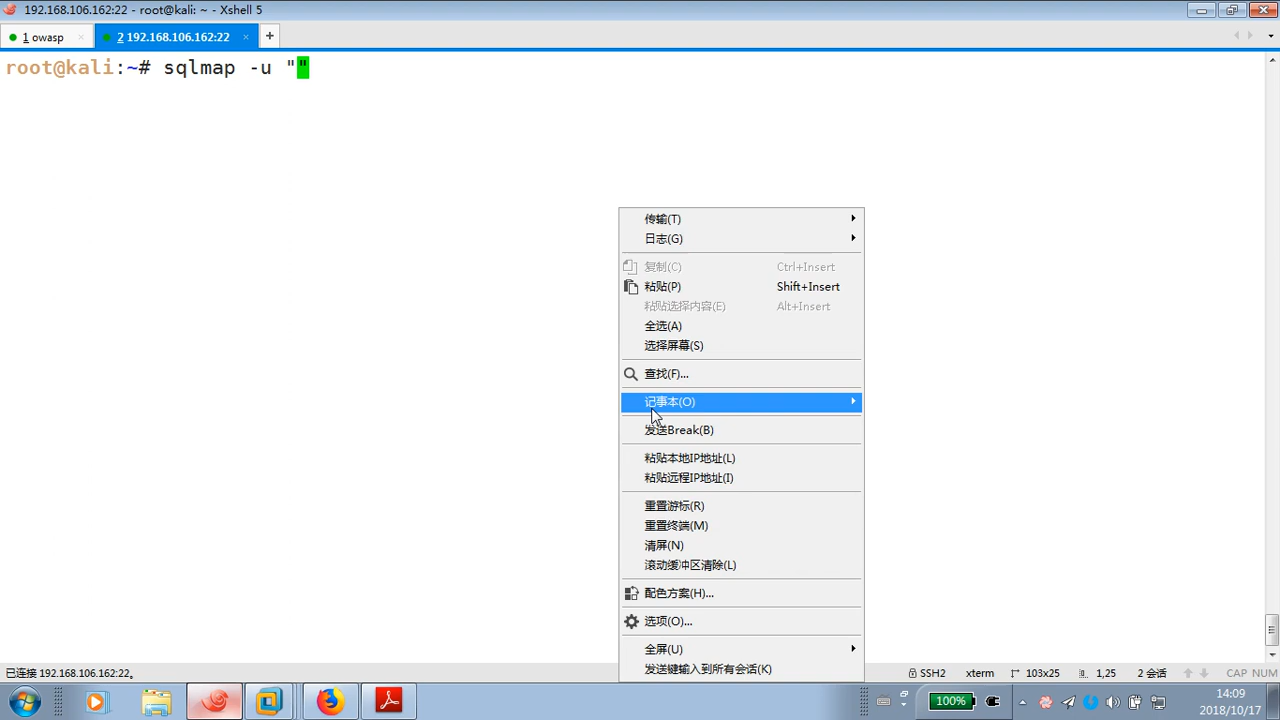 192.168.106.162:22 - root@kali: ~ - Xshell 5
1 owasp × 2 192.168.106.162:22 × +
root@kali:~# sqlmap -u ""
传输(T)
日志(G)
复制(C) Ctrl+Insert
粘贴(P) Shift+Insert
粘贴选择内容(E) Alt+Insert
全选(A)
选择屏幕(S)
查找(F)...
记事本(O)
发送Break(B)
粘贴本地IP地址(L)
粘贴远程IP地址(I)
重置游标(R)
重置终端(M)
清屏(N)
滚动缓冲区清除(L)
配色方案(H)...
选项(O)...
全屏(U)
发送键输入到所有会话(K)
已连接 192.168.106.162:22。 SSH2 xterm 103x25 1,25 2 会话 CAP NUM
100% 14:09
2018/10/17